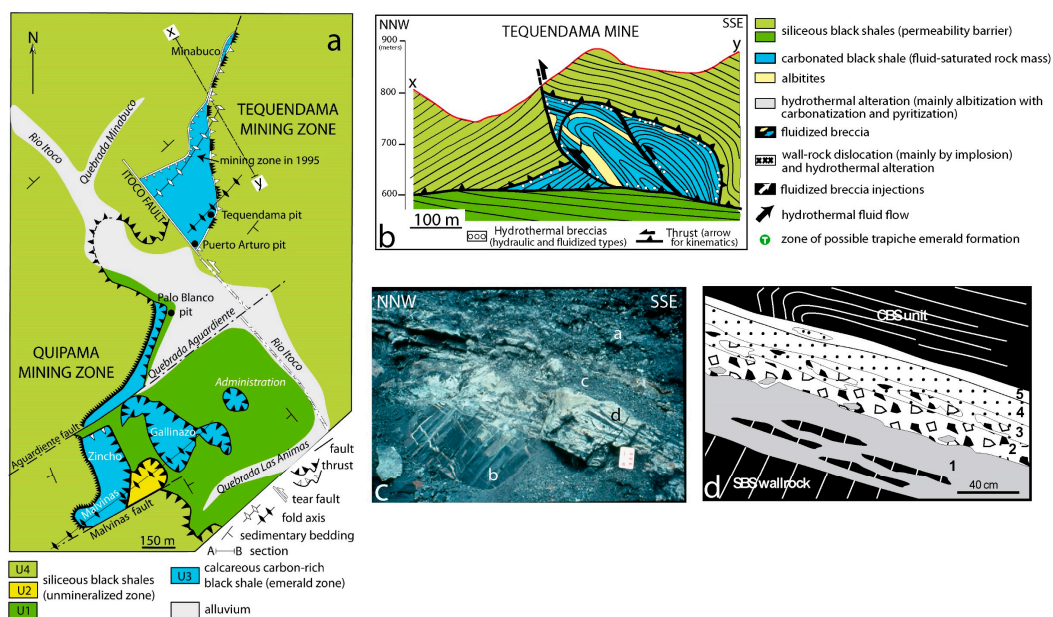 a
N
x
Minabuco
TEQUENDAMA
MINING ZONE
Rio Itoco
Quebrada Minabuco
mining zone in 1995
ITOCO FAULT
y
Tequendama pit
Puerto Arturo pit
Palo Blanco
pit
QUIPAMA
MINING ZONE
Quebrada Aguardiente
Rio Itoco
Administration
Gallinazo
Aguardiente fault
Zincho
Quebrada Las Animas
Malvinas
Malvinas fault
150 m
fault
thrust
tear fault
fold axis
sedimentary bedding
A B section
U4
U2
U1
siliceous black shales
(unmineralized zone)
U3
calcareous carbon-rich
black shale (emerald zone)
alluvium
NNW
TEQUENDAMA MINE
SSE
900
(meters)
800
700
600
x
y
100 m
b
Hydrothermal breccias
(hydraulic and fluidized types)
Thrust (arrow
for kinematics)
siliceous black shales (permeability barrier)
carbonated black shale (fluid-saturated rock mass)
albitites
hydrothermal alteration (mainly albitization with
carbonatization and pyritization)
fluidized breccia
wall-rock dislocation (mainly by implosion)
and hydrothermal alteration
fluidized breccia injections
hydrothermal fluid flow
T
zone of possible trapiche emerald formation
NNW
SSE
a
c
d
b
c
CBS unit
5
4
3
2
1
SBS wallrock
40 cm
d